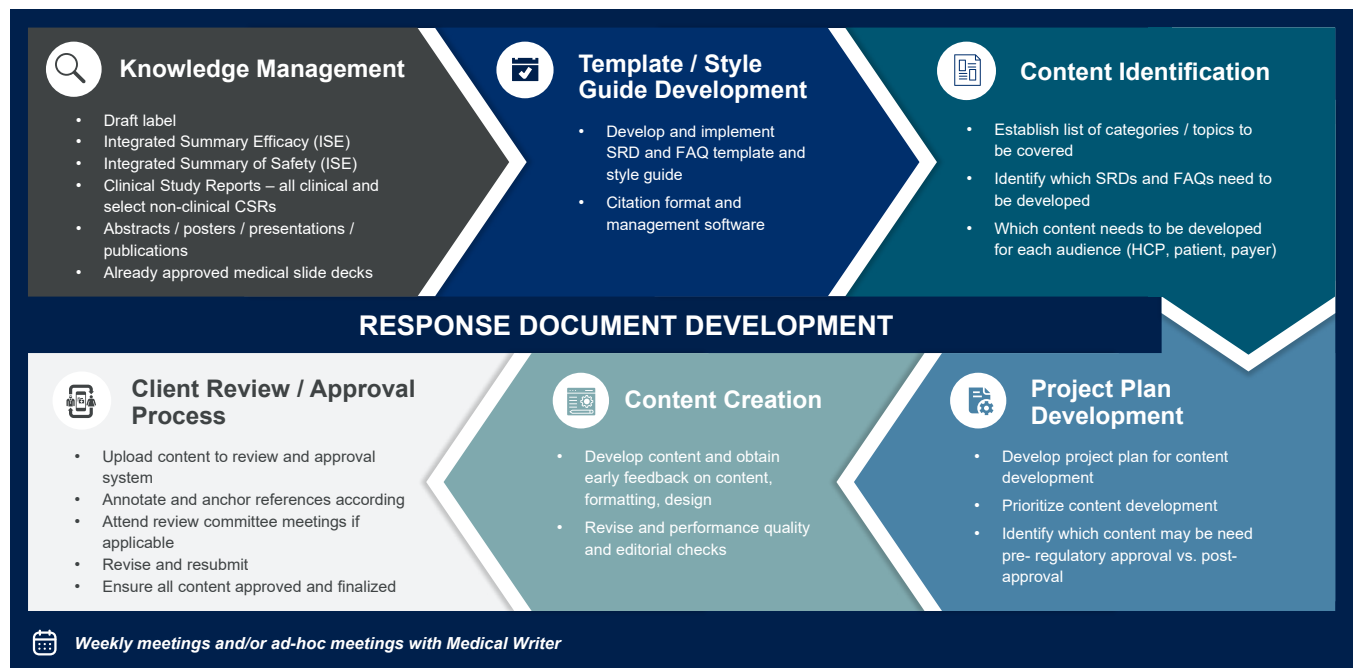 Knowledge Management
• Draft label
• Integrated Summary Efficacy (ISE)
• Integrated Summary of Safety (ISE)
• Clinical Study Reports – all clinical and
select non-clinical CSRs
• Abstracts / posters / presentations /
publications
• Already approved medical slide decks
Template / Style
Guide Development
• Develop and implement
SRD and FAQ template and
style guide
• Citation format and
management software
Content Identification
• Establish list of categories / topics to
be covered
• Identify which SRDs and FAQs need to
be developed
• Which content needs to be developed
for each audience (HCP, patient, payer)
RESPONSE DOCUMENT DEVELOPMENT
Project Plan
Development
• Develop project plan for content
development
• Prioritize content development
• Identify which content may be need
pre- regulatory approval vs. post-
approval
Content Creation
• Develop content and obtain
early feedback on content,
formatting, design
• Revise and performance quality
and editorial checks
Client Review / Approval
Process
• Upload content to review and approval
system
• Annotate and anchor references according
• Attend review committee meetings if
applicable
• Revise and resubmit
• Ensure all content approved and finalized
Weekly meetings and/or ad-hoc meetings with Medical Writer